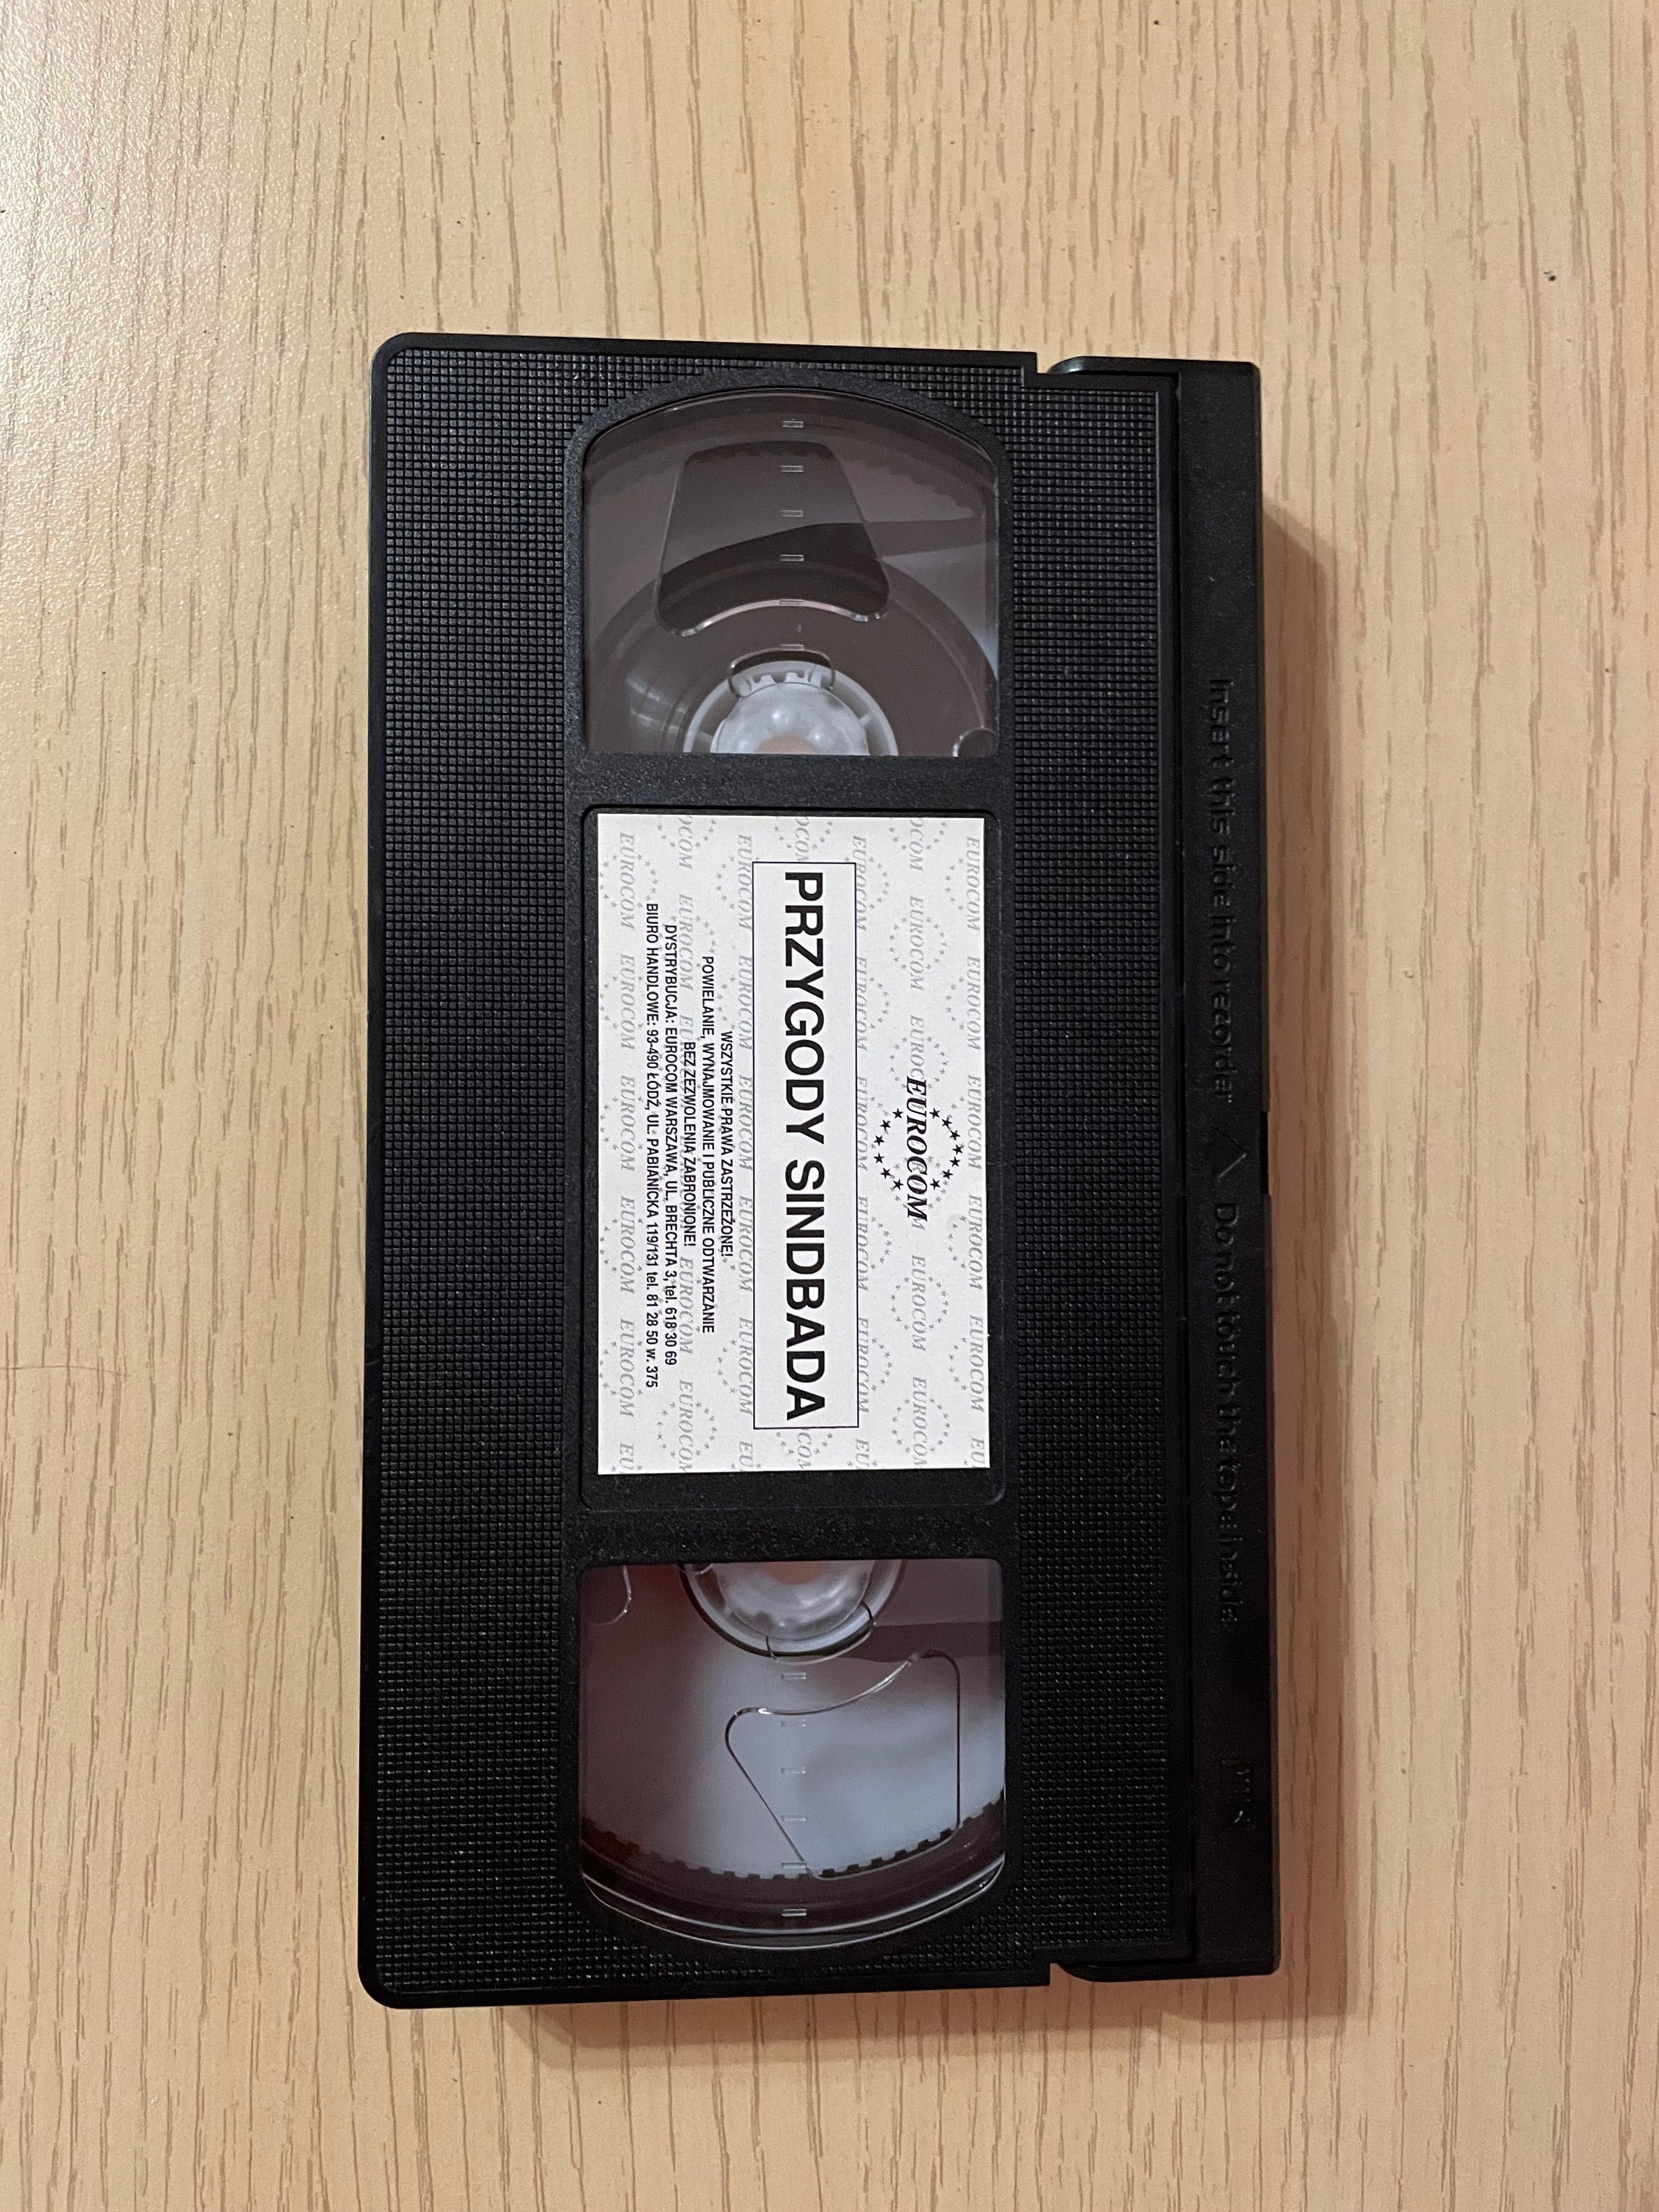 Insert this side into recorder △ Do not touch the tape inside
EUROCOM
PRZYGODY SINDBADA
WSZYSTKIE PRAWA ZASTRZEŻONE!
POWIELANIE, WYNAJMOWANIE I PUBLICZNE ODTWARZANIE
BEZ ZEZWOLENIA ZABRONIONE!
DYSTRYBUCJA: EUROCOM WARSZAWA, UL. BRECHTA 3, tel. 618 30 69
BIURO HANDLOWE: 93-490 ŁÓDŹ, UL. PABIANICKA 119/131 tel. 81 28 50 w. 375